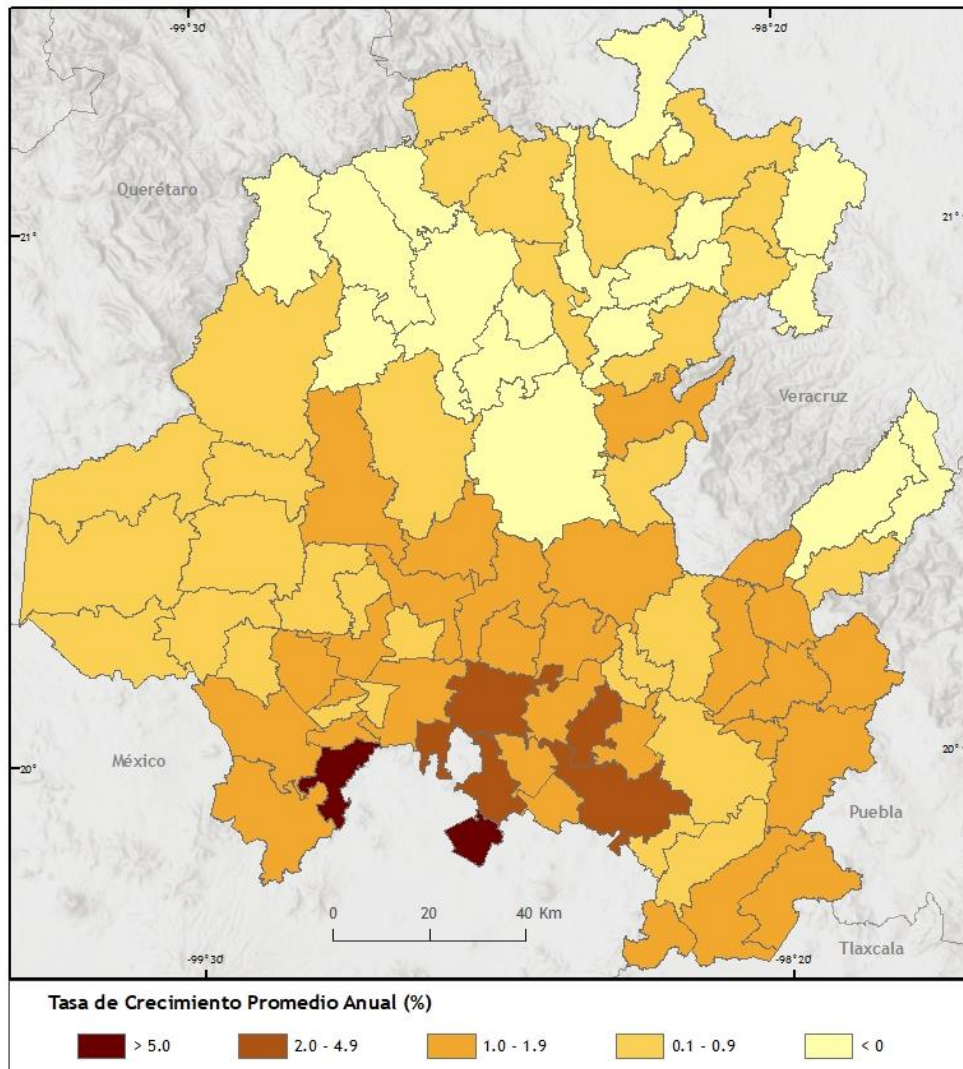 -99°30'
-98°20'
Querétaro
21°
21°
Veracruz
México
20°
20°
Puebla
0 20 40 Km
Tlaxcala
-99°30'
-98°20'
Tasa de Crecimiento Promedio Anual (%)
> 5.0 2.0 - 4.9 1.0 - 1.9 0.1 - 0.9 < 0